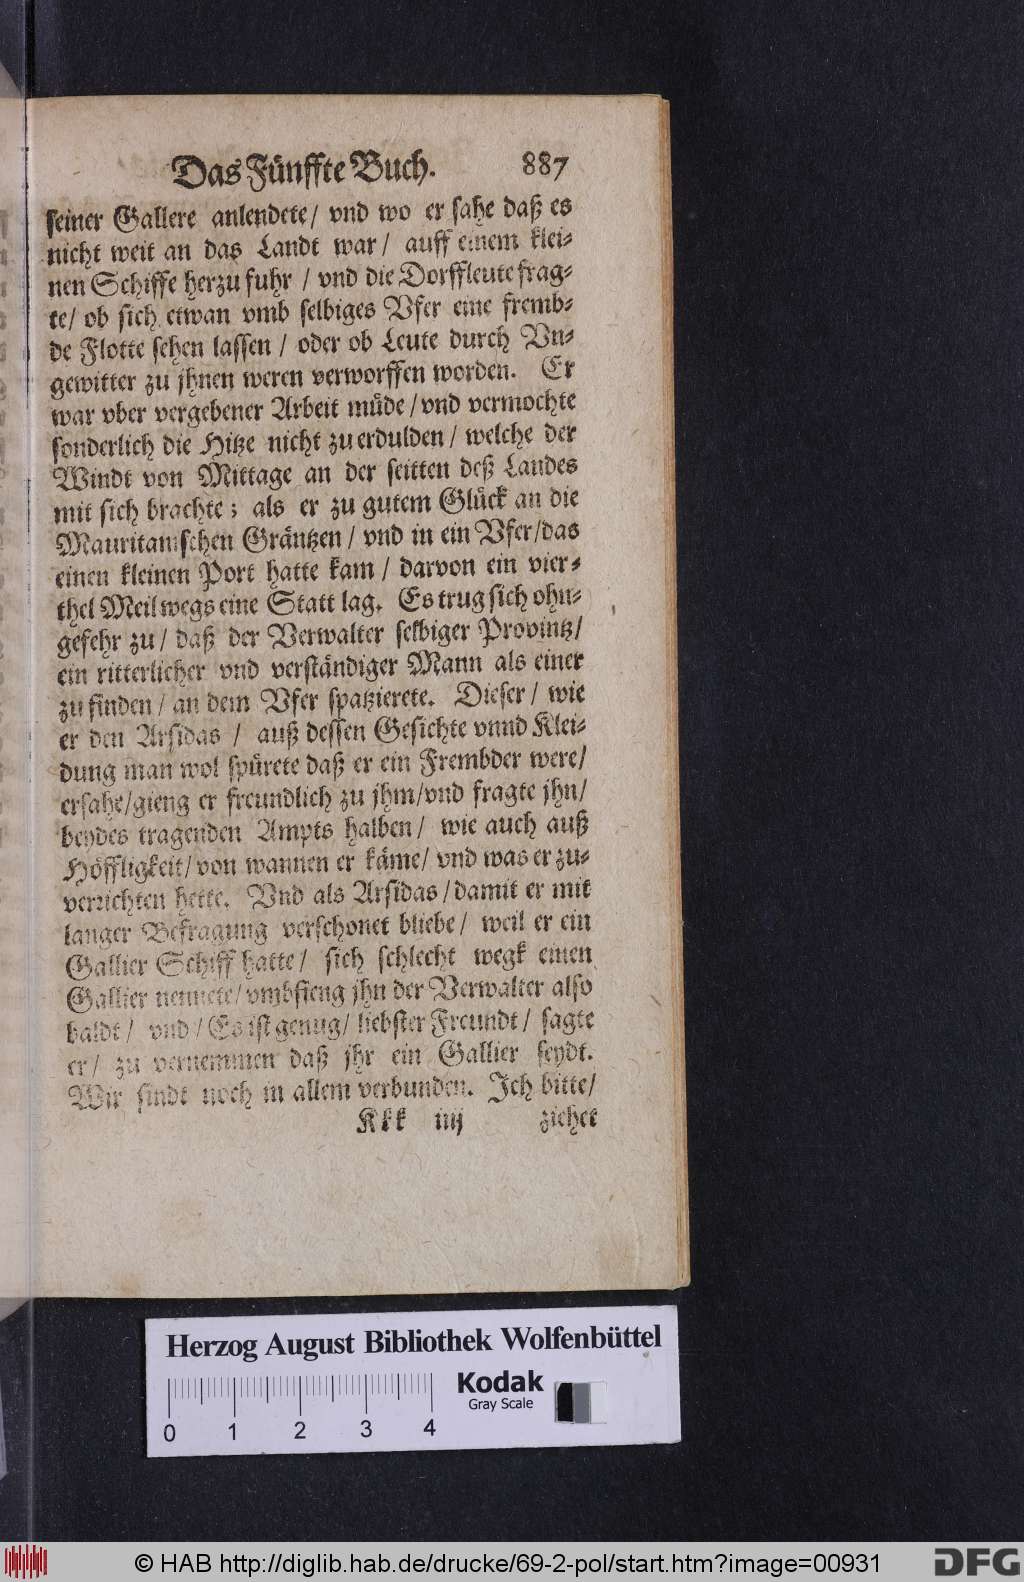 Das Fünffte Buch. 887
seiner Gallere anlendete / vnd wo er sahe daß es
nicht weit an das Landt war / auff einem klei-
nen Schiffe herzu fuhr / vnd die Dorffleute frag-
te / ob sich etwan vmb selbiges Vfer eine fremb-
de Flotte sehen lassen / oder ob Leute durch Vn-
gewitter zu jhnen weren verworffen worden. Er
war vber vergebener Arbeit müde / vnd vermochte
sonderlich die Hitze nicht zu erdulden / welche der
Windt von Mittage an der seitten deß Landes
mit sich brachte; als er zu gutem Glück an die
Mauritanischen Gräntzen / vnd in ein Vfer / das
einen kleinen Port hatte kam / darvon ein vier-
thel Meil wegs eine Statt lag. Es trug sich ohn-
gefehr zu / daß der Verwalter selbiger Provintz /
ein ritterlicher vnd verständiger Mann als einer
zu finden / an dem Vfer spatzierete. Dieser / wie
er den Arsidas / auß dessen Gesichte vnnd Klei-
dung man wol spürete daß er ein Frembder were /
ersahe / gieng er freundlich zu jhm / vnd fragte jhn /
beydes tragenden Ampts halben / wie auch auß
Höffligkeit / von wannen er käme / vnd was er zu-
verrichten hette. Vnd als Arsidas / damit er mit
langer Befragung verschonet bliebe / weil er ein
Gallier Schiff hatte / sich schlecht wegk einen
Gallier nennete / vmbfieng jhn der Verwalter also
baldt / vnd / Es ist genug / liebster Freundt / sagte
er / zu vernemmen daß jhr ein Gallier seydt.
Wir sindt noch in allem verbunden. Ich bitte /
Kkk iiij ziehet
Herzog August Bibliothek Wolfenbüttel
Kodak
Gray Scale
0 1 2 3 4
© HAB http://diglib.hab.de/drucke/69-2-pol/start.htm?image=00931
DFG